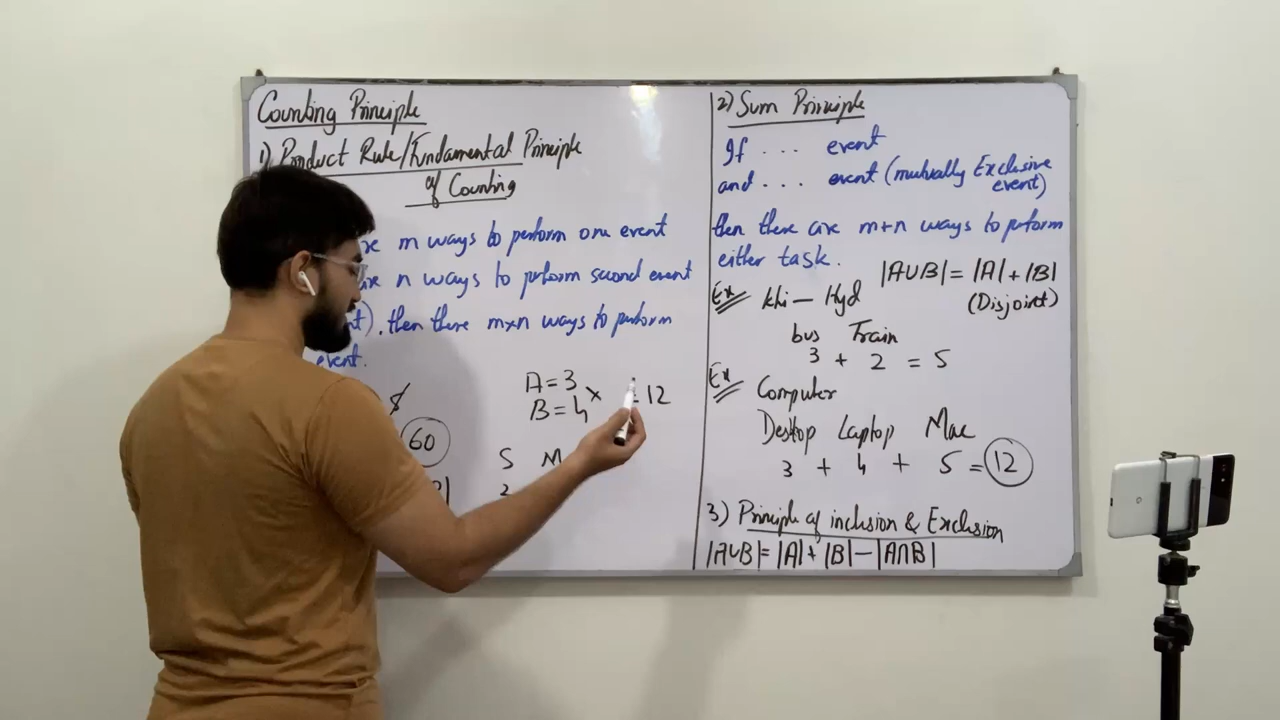 Counting Principle
1) Product Rule/Fundamental Principle
of Counting
m ways to perform one event
n ways to perform second event
then there m×n ways to perform
event.
A=3
B=4 × = 12
60
S M
2
2) Sum Principle
If ... event
and ... event (mutually Exclusive
event)
then there are m+n ways to perform
either task.
|A∪B| = |A| + |B|
(Disjoint)
Ex khi — Hyd
bus Train
3 + 2 = 5
Ex Computer
Desktop Laptop Mac
3 + 4 + 5 = 12
3) Principle of inclusion & Exclusion
|A∪B| = |A| + |B| − |A∩B|